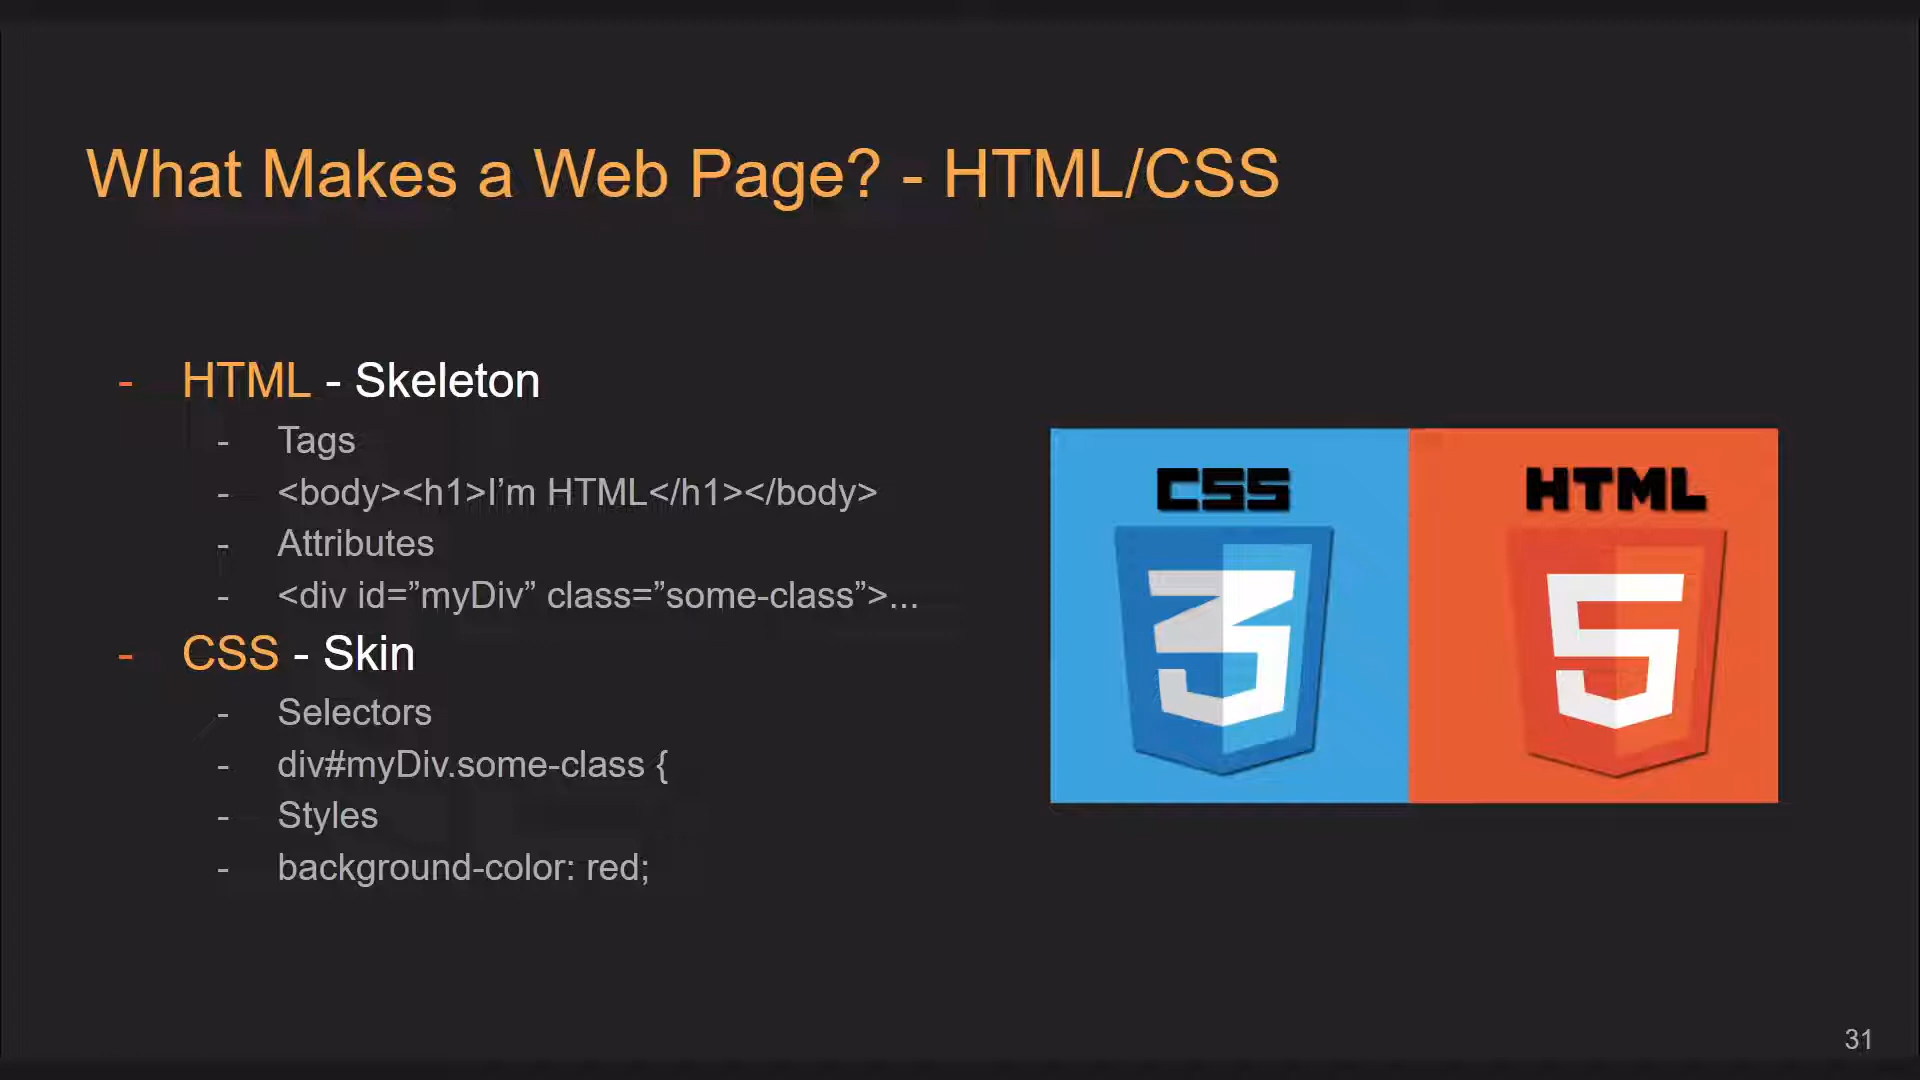 What Makes a Web Page? - HTML/CSS
- HTML - Skeleton
- Tags
- <body><h1>I’m HTML</h1></body>
- Attributes
- <div id=”myDiv” class=”some-class”>...
- CSS - Skin
- Selectors
- div#myDiv.some-class {
- Styles
- background-color: red;
CSS HTML
3 5
31